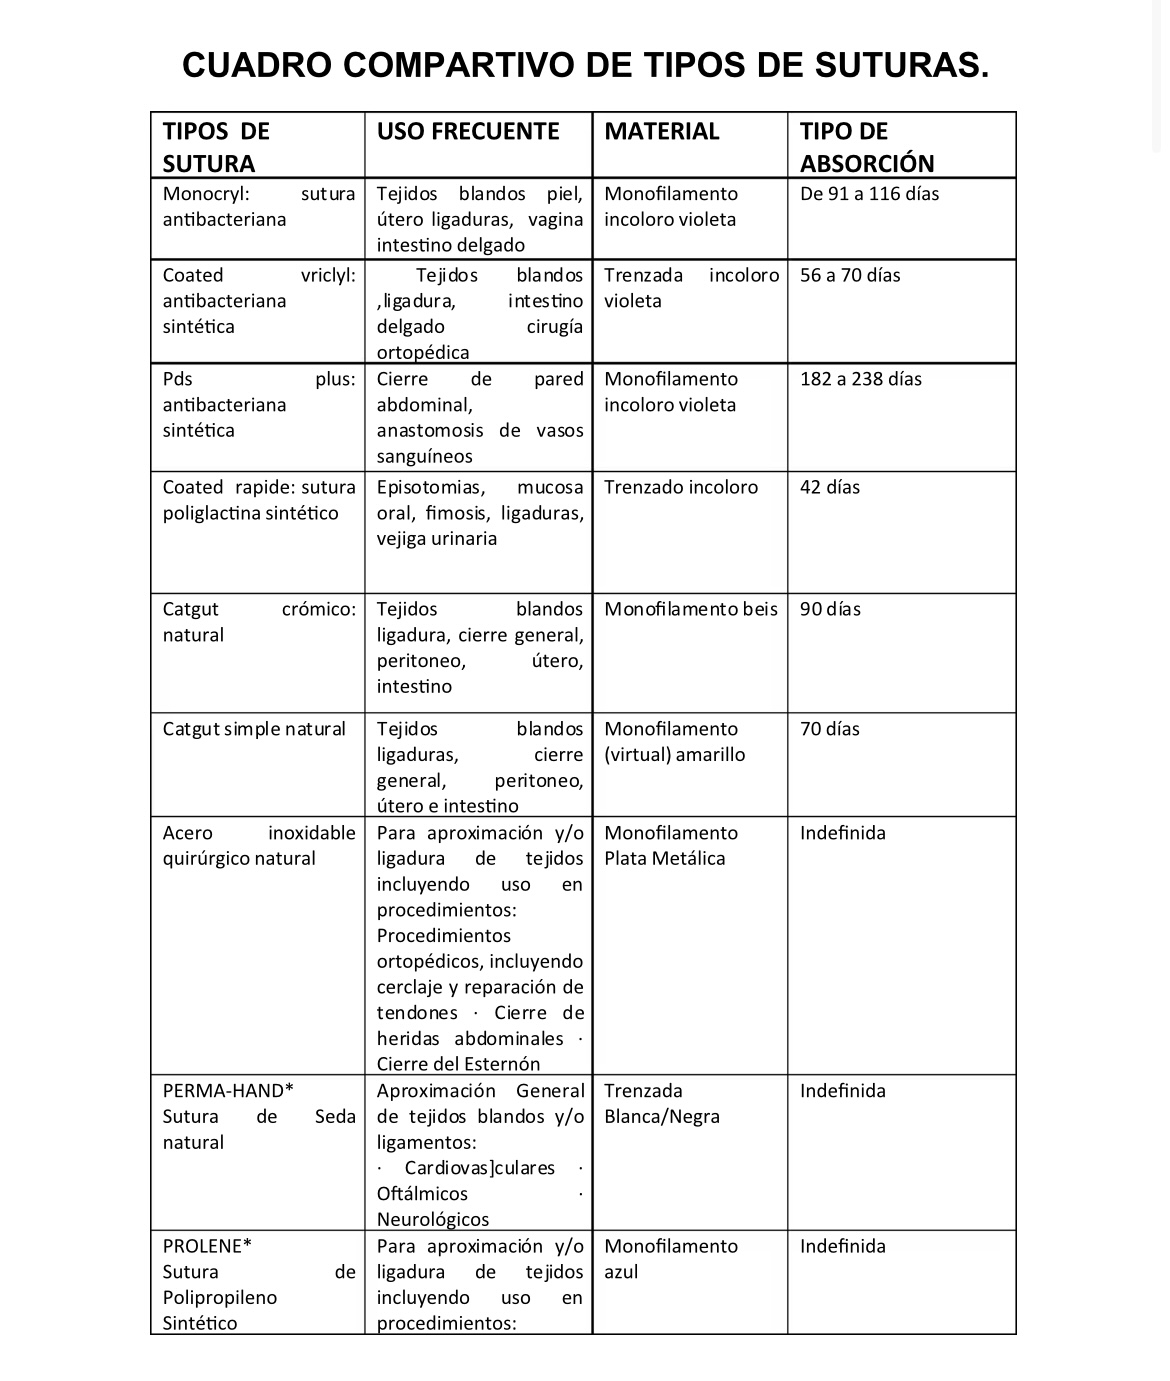 CUADRO COMPARTIVO DE TIPOS DE SUTURAS.
TIPOS DE
SUTURA
USO FRECUENTE
MATERIAL
TIPO DE
ABSORCIÓN
Monocryl: sutura
antibacteriana
Tejidos blandos piel,
útero ligaduras, vagina
intestino delgado
Monofilamento
incoloro violeta
De 91 a 116 días
Coated vriclyl:
antibacteriana
sintética
Tejidos blandos
,ligadura, intestino
delgado cirugía
ortopédica
Trenzada incoloro
violeta
56 a 70 días
Pds plus:
antibacteriana
sintética
Cierre de pared
abdominal,
anastomosis de vasos
sanguíneos
Monofilamento
incoloro violeta
182 a 238 días
Coated rapide: sutura
poliglactina sintético
Episotomias, mucosa
oral, fimosis, ligaduras,
vejiga urinaria
Trenzado incoloro
42 días
Catgut crómico:
natural
Tejidos blandos
ligadura, cierre general,
peritoneo, útero,
intestino
Monofilamento beis
90 días
Catgut simple natural
Tejidos blandos
ligaduras, cierre
general, peritoneo,
útero e intestino
Monofilamento
(virtual) amarillo
70 días
Acero inoxidable
quirúrgico natural
Para aproximación y/o
ligadura de tejidos
incluyendo uso en
procedimientos:
Procedimientos
ortopédicos, incluyendo
cerclaje y reparación de
tendones · Cierre de
heridas abdominales ·
Cierre del Esternón
Monofilamento
Plata Metálica
Indefinida
PERMA-HAND*
Sutura de Seda
natural
Aproximación General
de tejidos blandos y/o
ligamentos:
· Cardiovas]culares ·
Oftálmicos ·
Neurológicos
Trenzada
Blanca/Negra
Indefinida
PROLENE*
Sutura de
Polipropileno
Sintético
Para aproximación y/o
ligadura de tejidos
incluyendo uso en
procedimientos:
Monofilamento
azul
Indefinida